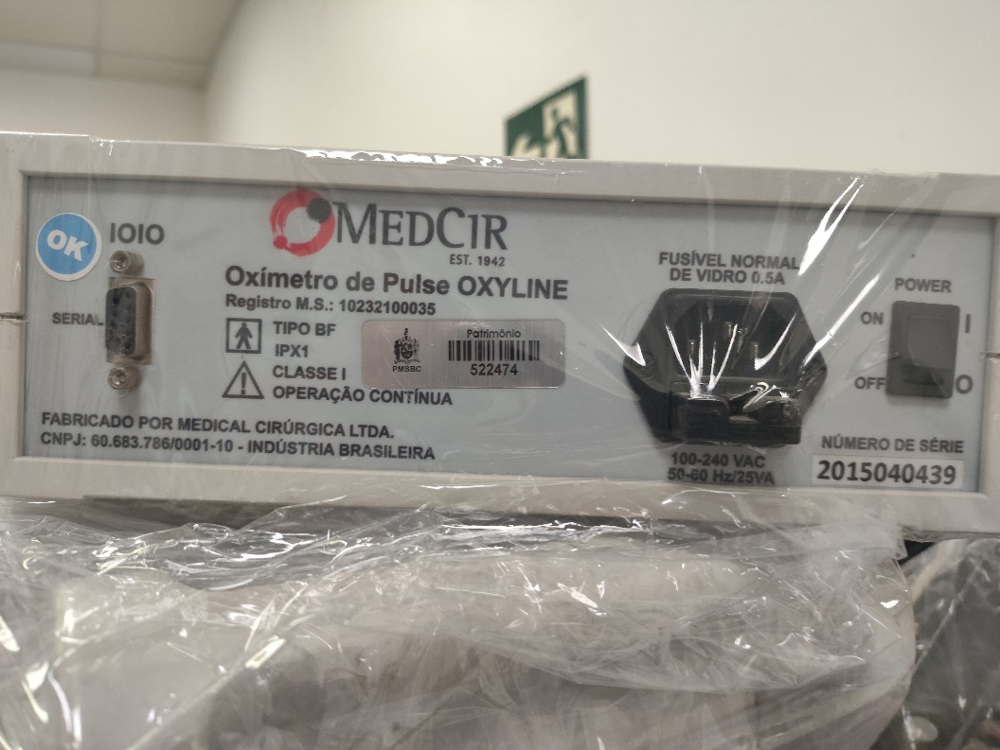 OK
IOIO
SERIAL
MEDCIR
EST. 1942
Oxímetro de Pulse OXYLINE
Registro M.S.: 10232100035
TIPO BF
IPX1
CLASSE I
OPERAÇÃO CONTÍNUA
PMSBC
Patrimônio
522474
FABRICADO POR MEDICAL CIRÚRGICA LTDA.
CNPJ: 60.683.786/0001-10 - INDÚSTRIA BRASILEIRA
FUSÍVEL NORMAL
DE VIDRO 0.5A
100-240 VAC
50-60 Hz/25VA
POWER
ON I
OFF O
NÚMERO DE SÉRIE
2015040439